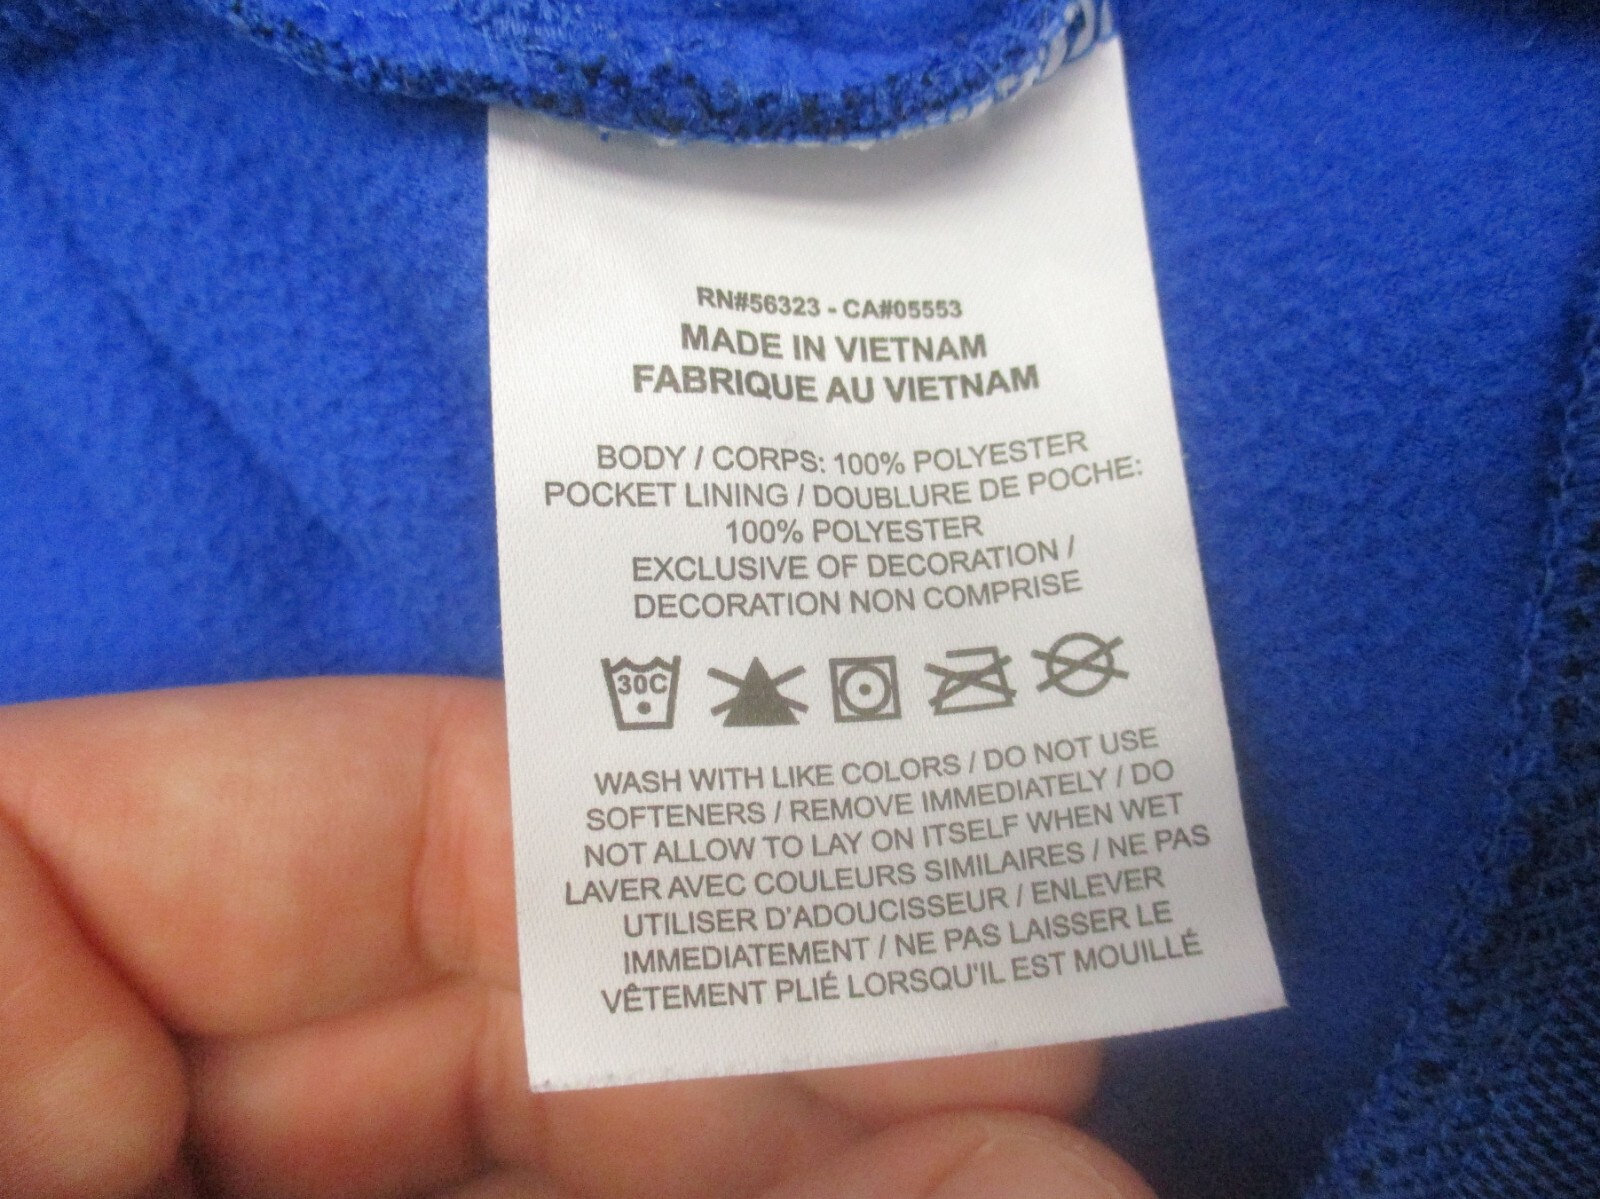 RN#56323 - CA#05553
MADE IN VIETNAM
FABRIQUE AU VIETNAM
BODY / CORPS: 100% POLYESTER
POCKET LINING / DOUBLURE DE POCHE:
100% POLYESTER
EXCLUSIVE OF DECORATION /
DECORATION NON COMPRISE
30C
WASH WITH LIKE COLORS / DO NOT USE
SOFTENERS / REMOVE IMMEDIATELY / DO
NOT ALLOW TO LAY ON ITSELF WHEN WET
LAVER AVEC COULEURS SIMILAIRES / NE PAS
UTILISER D'ADOUCISSEUR / ENLEVER
IMMEDIATEMENT / NE PAS LAISSER LE
VÊTEMENT PLIÉ LORSQU'IL EST MOUILLÉ